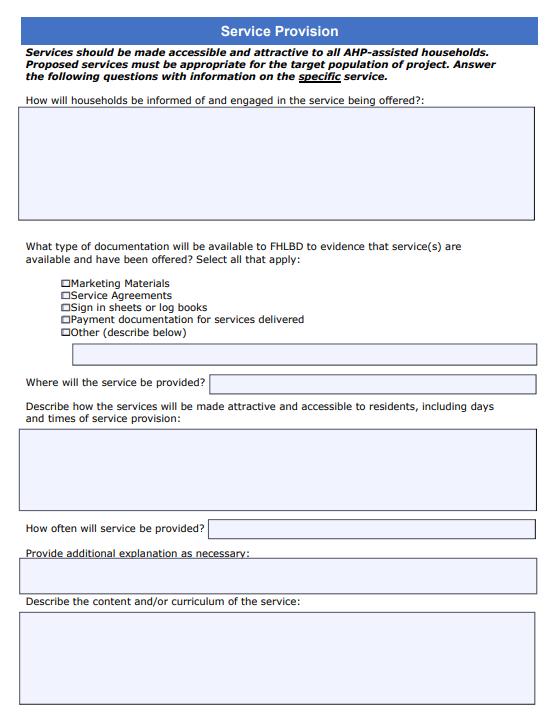 Service Provision
Services should be made accessible and attractive to all AHP-assisted households.
Proposed services must be appropriate for the target population of project. Answer
the following questions with information on the specific service.
How will households be informed of and engaged in the service being offered?:
What type of documentation will be available to FHLBD to evidence that service(s) are
available and have been offered? Select all that apply:
Marketing Materials
Service Agreements
Sign in sheets or log books
Payment documentation for services delivered
Other (describe below)
Where will the service be provided?
Describe how the services will be made attractive and accessible to residents, including days
and times of service provision:
How often will service be provided?
Provide additional explanation as necessary:
Describe the content and/or curriculum of the service: